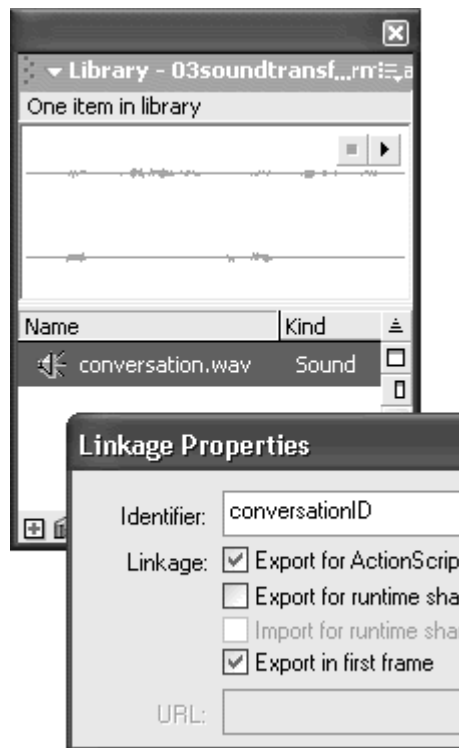 Library - 03soundtransf...rm
One item in library
Name Kind
conversation.wav Sound
Linkage Properties
Identifier: conversationID
Linkage: Export for ActionScrip
Export for runtime sha
Import for runtime sha
Export in first frame
URL: